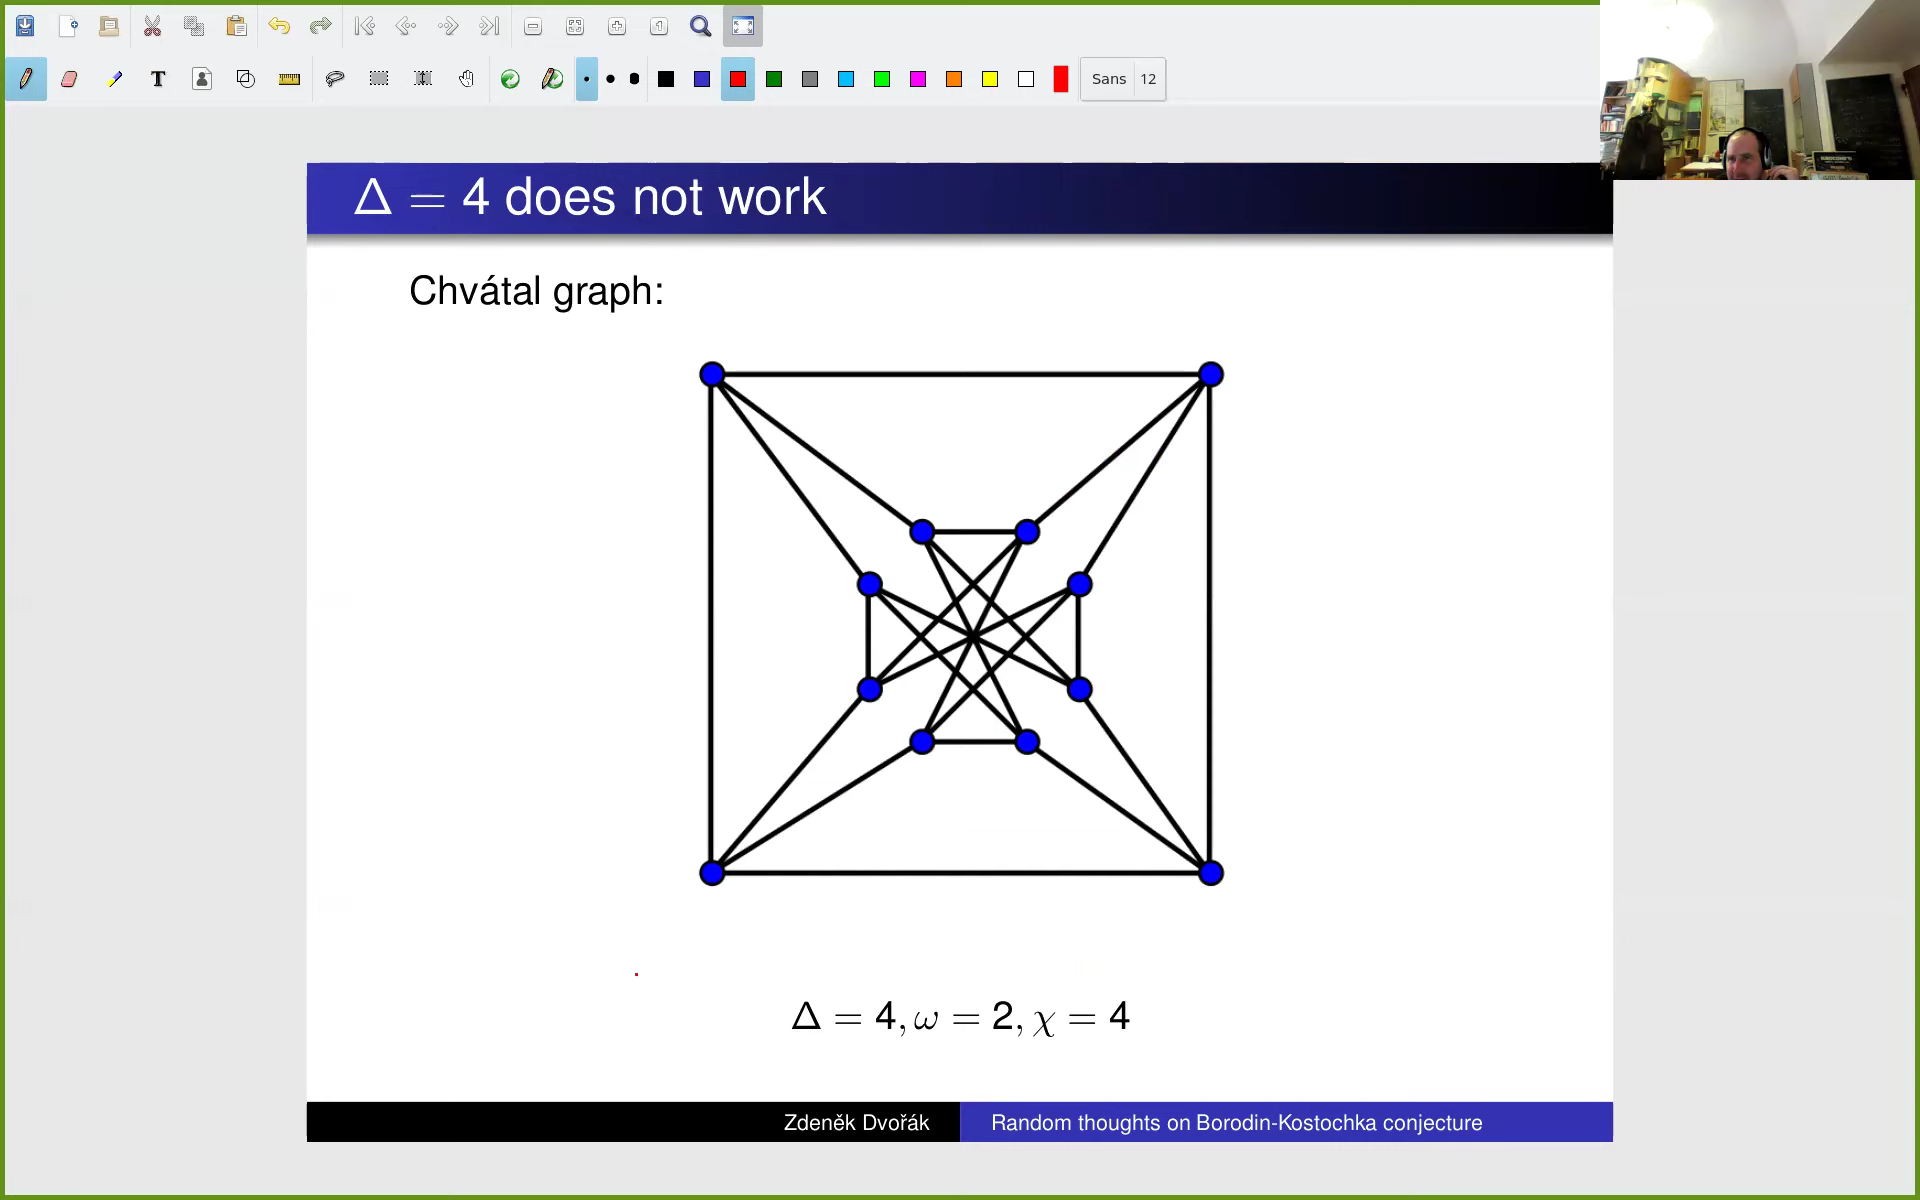 T
Sans 12
Δ = 4 does not work
Chvátal graph:
Δ = 4, ω = 2, χ = 4
Zdeněk Dvořák Random thoughts on Borodin-Kostochka conjecture